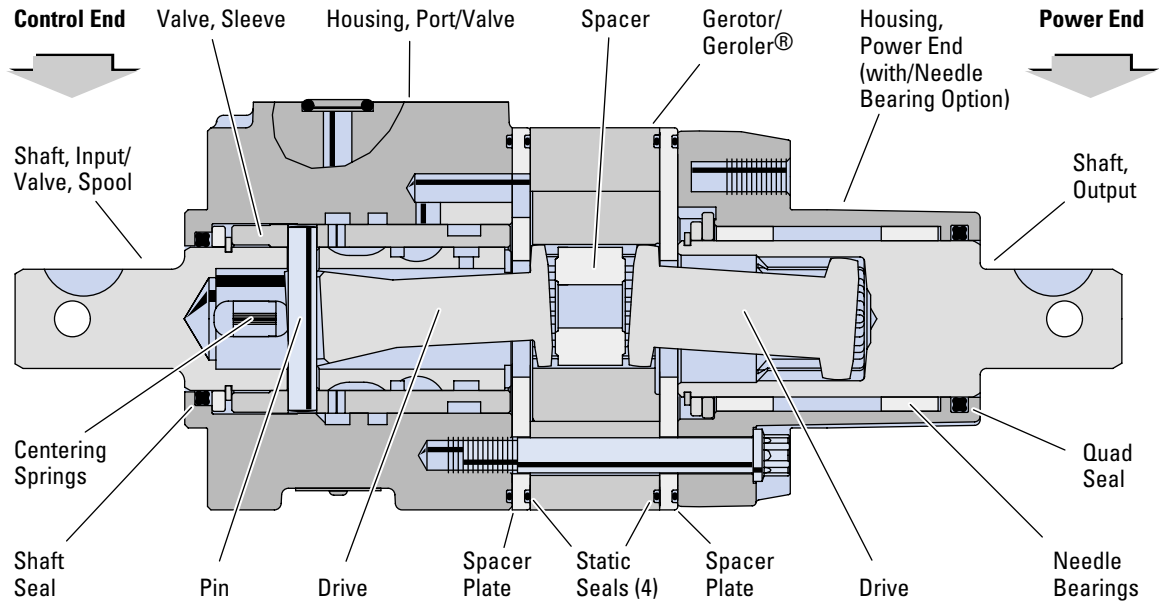 Control End
Valve, Sleeve
Housing, Port/Valve
Spacer
Gerotor/
Geroler®
Housing,
Power End
(with/Needle
Bearing Option)
Power End
Shaft, Input/
Valve, Spool
Shaft,
Output
Centering
Springs
Quad
Seal
Shaft
Seal
Pin
Drive
Spacer
Plate
Static
Seals (4)
Spacer
Plate
Drive
Needle
Bearings